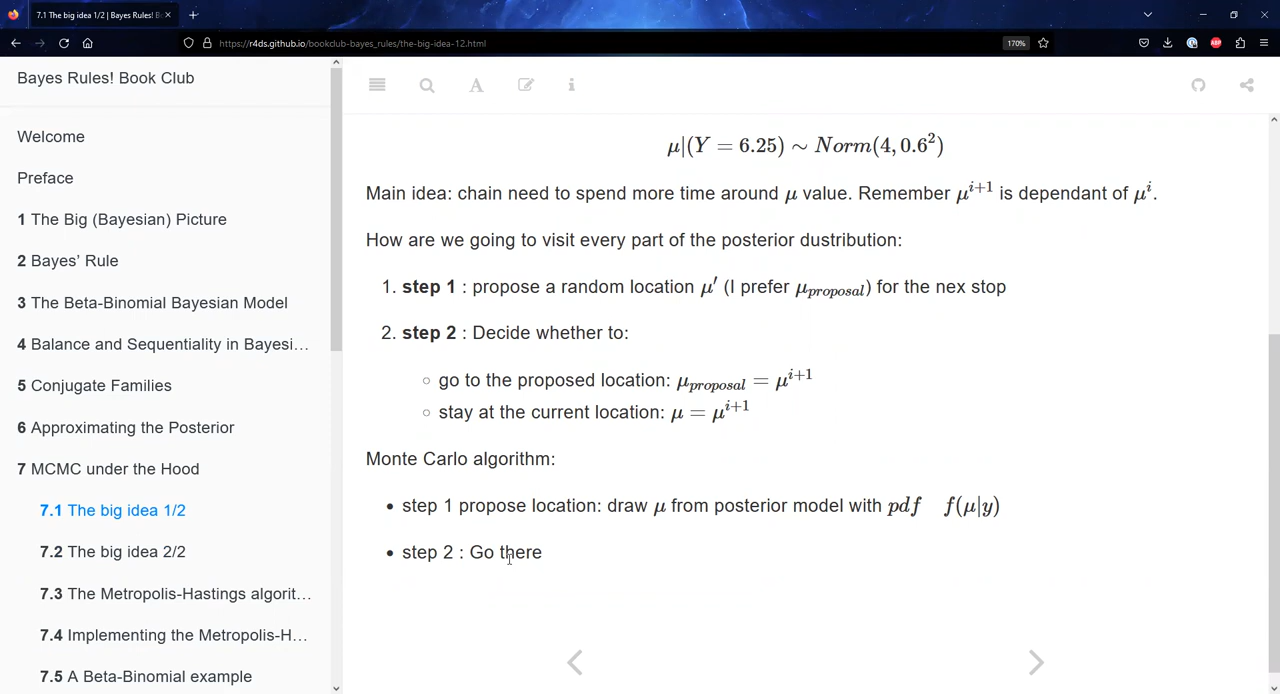 7.1 The big idea 1/2 | Bayes Rules! B
https://r4ds.github.io/bookclub-bayes_rules/the-big-idea-12.html
170%
ABP
Bayes Rules! Book Club
Welcome
Preface
1 The Big (Bayesian) Picture
2 Bayes’ Rule
3 The Beta-Binomial Bayesian Model
4 Balance and Sequentiality in Bayesi…
5 Conjugate Families
6 Approximating the Posterior
7 MCMC under the Hood
7.1 The big idea 1/2
7.2 The big idea 2/2
7.3 The Metropolis-Hastings algorit…
7.4 Implementing the Metropolis-H…
7.5 A Beta-Binomial example
μ|(Y = 6.25) ∼ Norm(4, 0.6²)
Main idea: chain need to spend more time around μ value. Remember μ^{i+1} is dependant of μ^i.
How are we going to visit every part of the posterior dustribution:
1. step 1 : propose a random location μ′ (I prefer μ_{proposal}) for the nex stop
2. step 2 : Decide whether to:
○ go to the proposed location: μ_{proposal} = μ^{i+1}
○ stay at the current location: μ = μ^{i+1}
Monte Carlo algorithm:
• step 1 propose location: draw μ from posterior model with pdf f(μ|y)
• step 2 : Go there